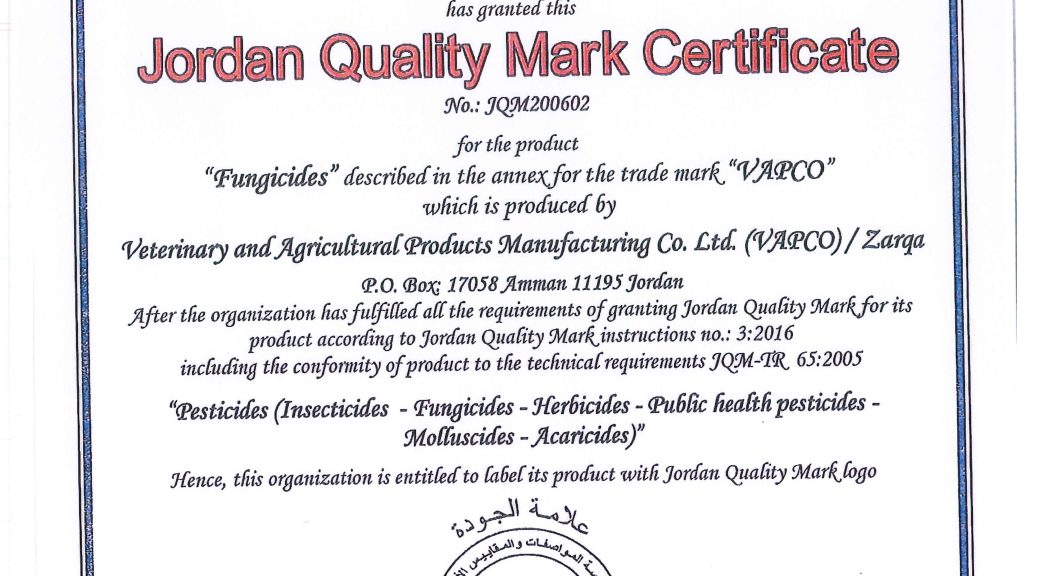 has granted this
Jordan Quality Mark Certificate
No.: JQM200602
for the product
“Fungicides” described in the annex for the trade mark “VAPCO”
which is produced by
Veterinary and Agricultural Products Manufacturing Co. Ltd. (VAPCO) / Zarqa
P.O. Box: 17058 Amman 11195 Jordan
After the organization has fulfilled all the requirements of granting Jordan Quality Mark for its
product according to Jordan Quality Mark instructions no.: 3:2016
including the conformity of product to the technical requirements JQM-TR 65:2005
“Pesticides (Insecticides - Fungicides - Herbicides - Public health pesticides -
Molluscides - Acaricides)”
Hence, this organization is entitled to label its product with Jordan Quality Mark logo
علامة الجودة
المواصفات والمقاييس